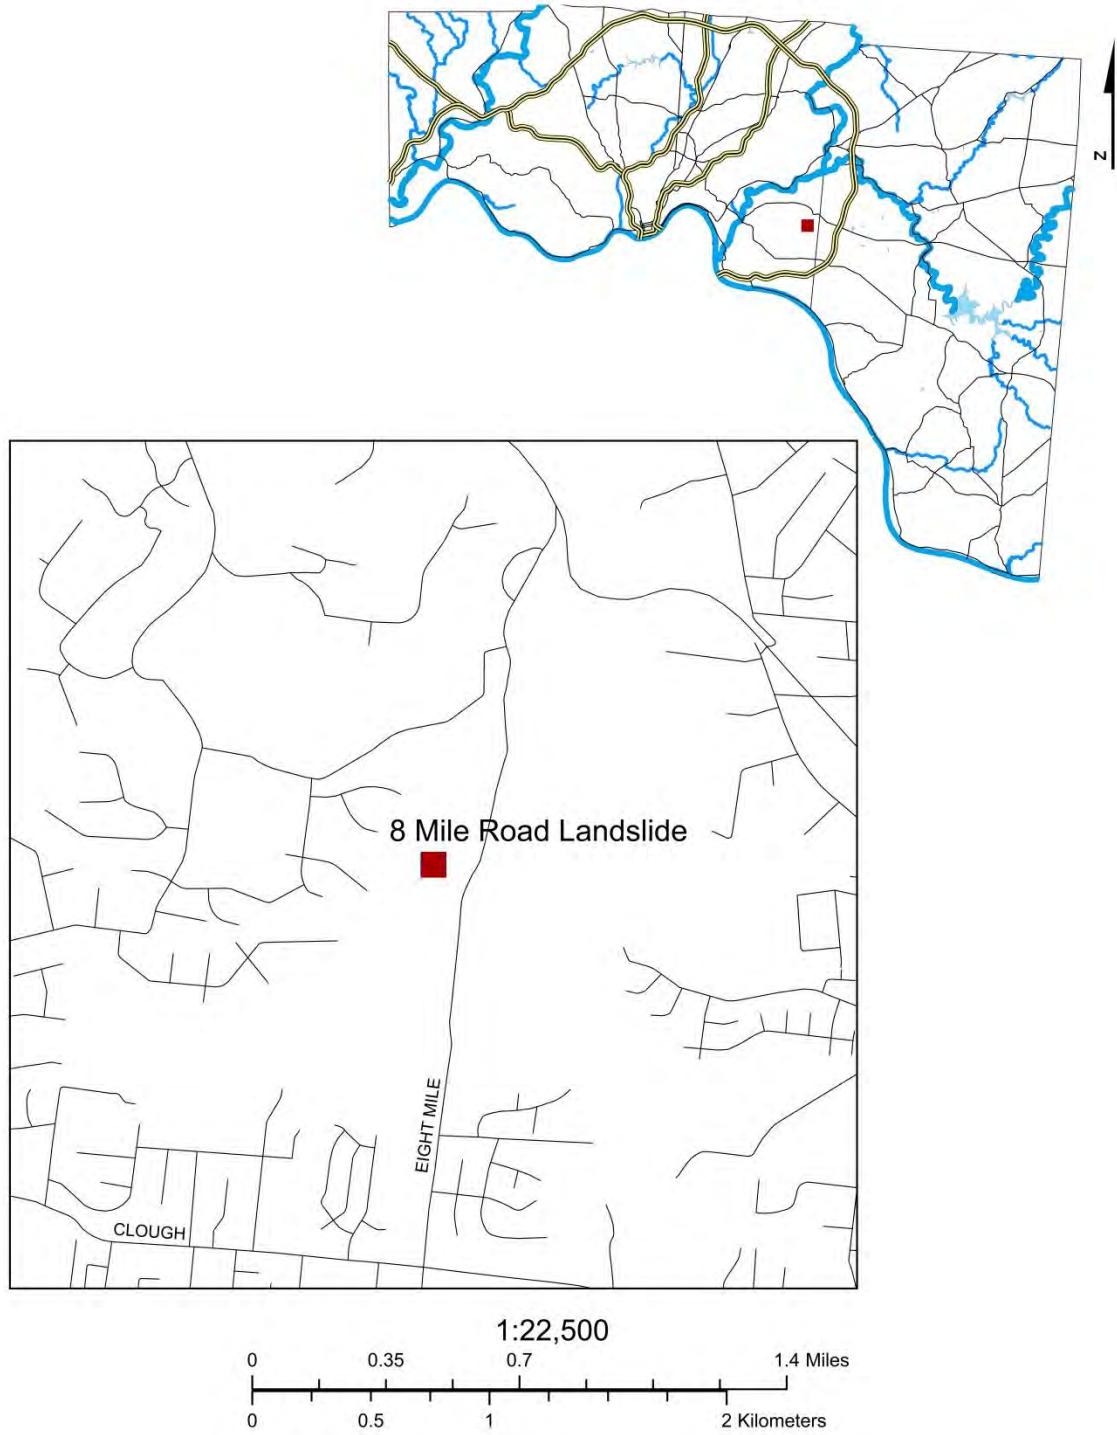 N
8 Mile Road Landslide
EIGHT MILE
CLOUGH
1:22,500
0 0.35 0.7 1.4 Miles
0 0.5 1 2 Kilometers